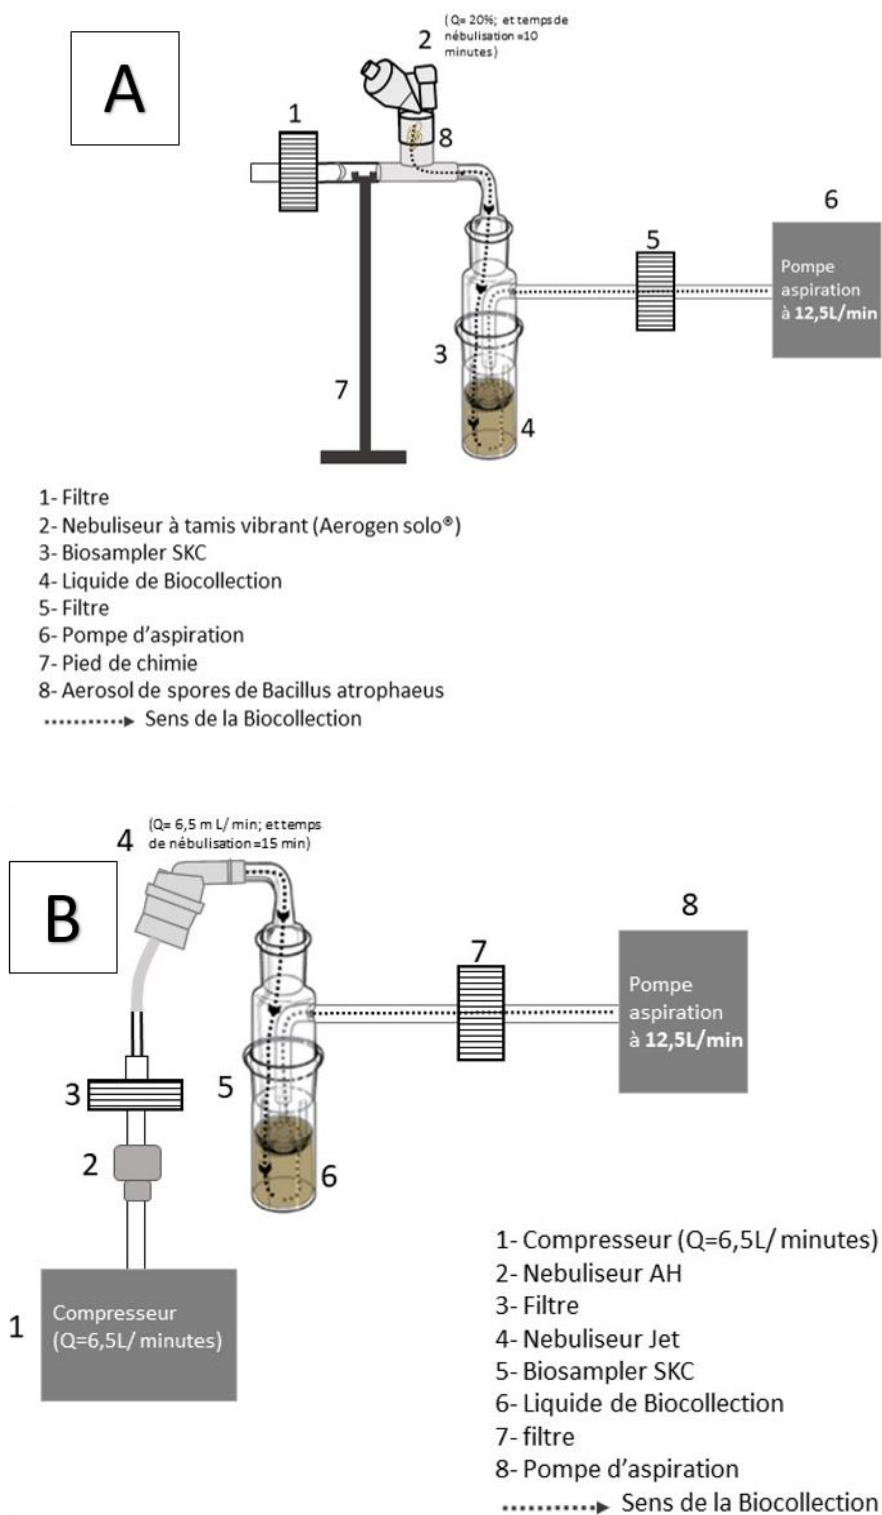 A
( Q= 20%; et temps de
nébulisation =10
minutes)
2
1
8
6
5
Pompe
aspiration
à 12,5L/min
3
7
4
1- Filtre
2- Nebuliseur à tamis vibrant (Aerogen solo®)
3- Biosampler SKC
4- Liquide de Biocollection
5- Filtre
6- Pompe d’aspiration
7- Pied de chimie
8- Aerosol de spores de Bacillus atrophaeus
Sens de la Biocollection
4
(Q= 6,5 m L/ min; et temps
de nébulisation =15 min)
B
8
7
Pompe
aspiration
à 12,5L/min
3
5
2
6
1
Compresseur
(Q=6,5L/ minutes)
1- Compresseur (Q=6,5L/ minutes)
2- Nebuliseur AH
3- Filtre
4- Nebuliseur Jet
5- Biosampler SKC
6- Liquide de Biocollection
7- filtre
8- Pompe d’aspiration
Sens de la Biocollection